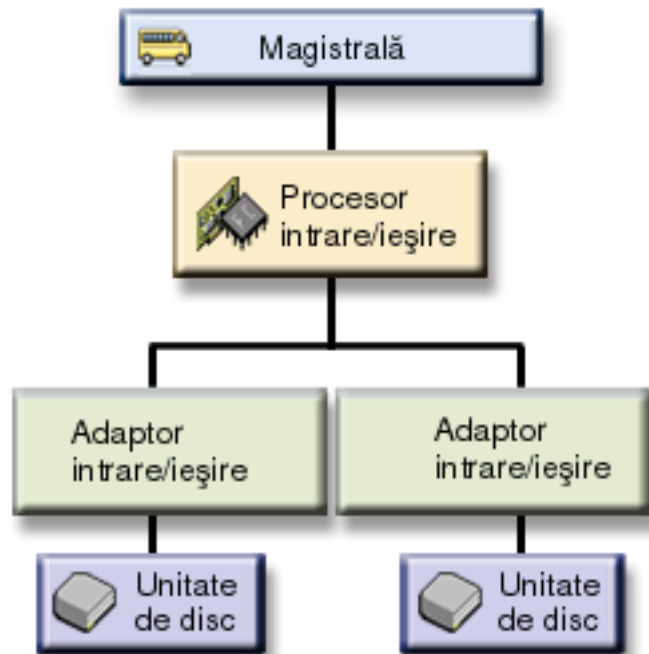 Magistrală
Procesor
intrare/ieşire
Adaptor
intrare/ieşire
Adaptor
intrare/ieşire
Unitate
de disc
Unitate
de disc